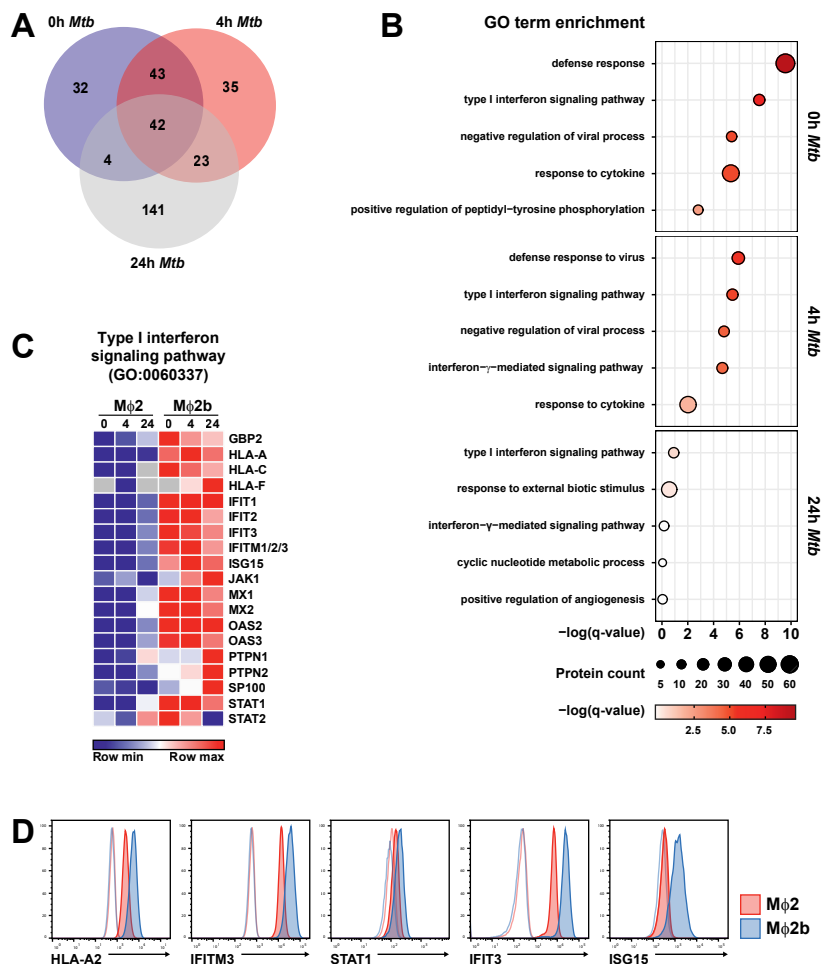 A
0h Mtb
4h Mtb
32
43
35
42
4
23
141
24h Mtb
B
GO term enrichment
defense response
type I interferon signaling pathway
negative regulation of viral process
response to cytokine
positive regulation of peptidyl−tyrosine phosphorylation
0h Mtb
defense response to virus
type I interferon signaling pathway
negative regulation of viral process
interferon−γ−mediated signaling pathway
response to cytokine
4h Mtb
type I interferon signaling pathway
response to external biotic stimulus
interferon−γ−mediated signaling pathway
cyclic nucleotide metabolic process
positive regulation of angiogenesis
24h Mtb
−log(q-value)
0 2 4 6 8 10
Protein count
5 10 20 30 40 50 60
−log(q-value)
2.5 5.0 7.5
C
Type I interferon
signaling pathway
(GO:0060337)
Mϕ2 Mϕ2b
0 4 24 0 4 24
GBP2
HLA-A
HLA-C
HLA-F
IFIT1
IFIT2
IFIT3
IFITM1/2/3
ISG15
JAK1
MX1
MX2
OAS2
OAS3
PTPN1
PTPN2
SP100
STAT1
STAT2
Row min Row max
D
HLA-A2
IFITM3
STAT1
IFIT3
ISG15
Mϕ2
Mϕ2b